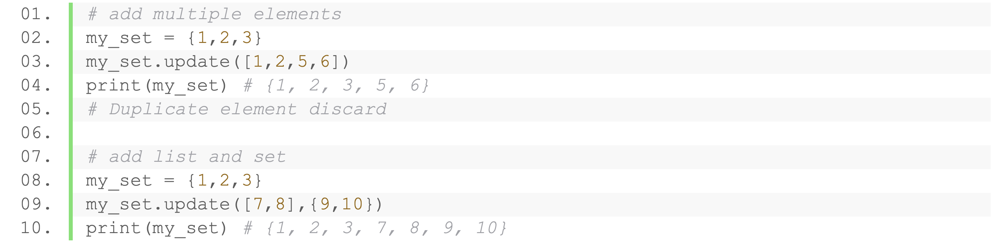 01. # add multiple elements
02. my_set = {1,2,3}
03. my_set.update([1,2,5,6])
04. print(my_set) # {1, 2, 3, 5, 6}
05. # Duplicate element discard
06.
07. # add list and set
08. my_set = {1,2,3}
09. my_set.update([7,8],{9,10})
10. print(my_set) # {1, 2, 3, 7, 8, 9, 10}